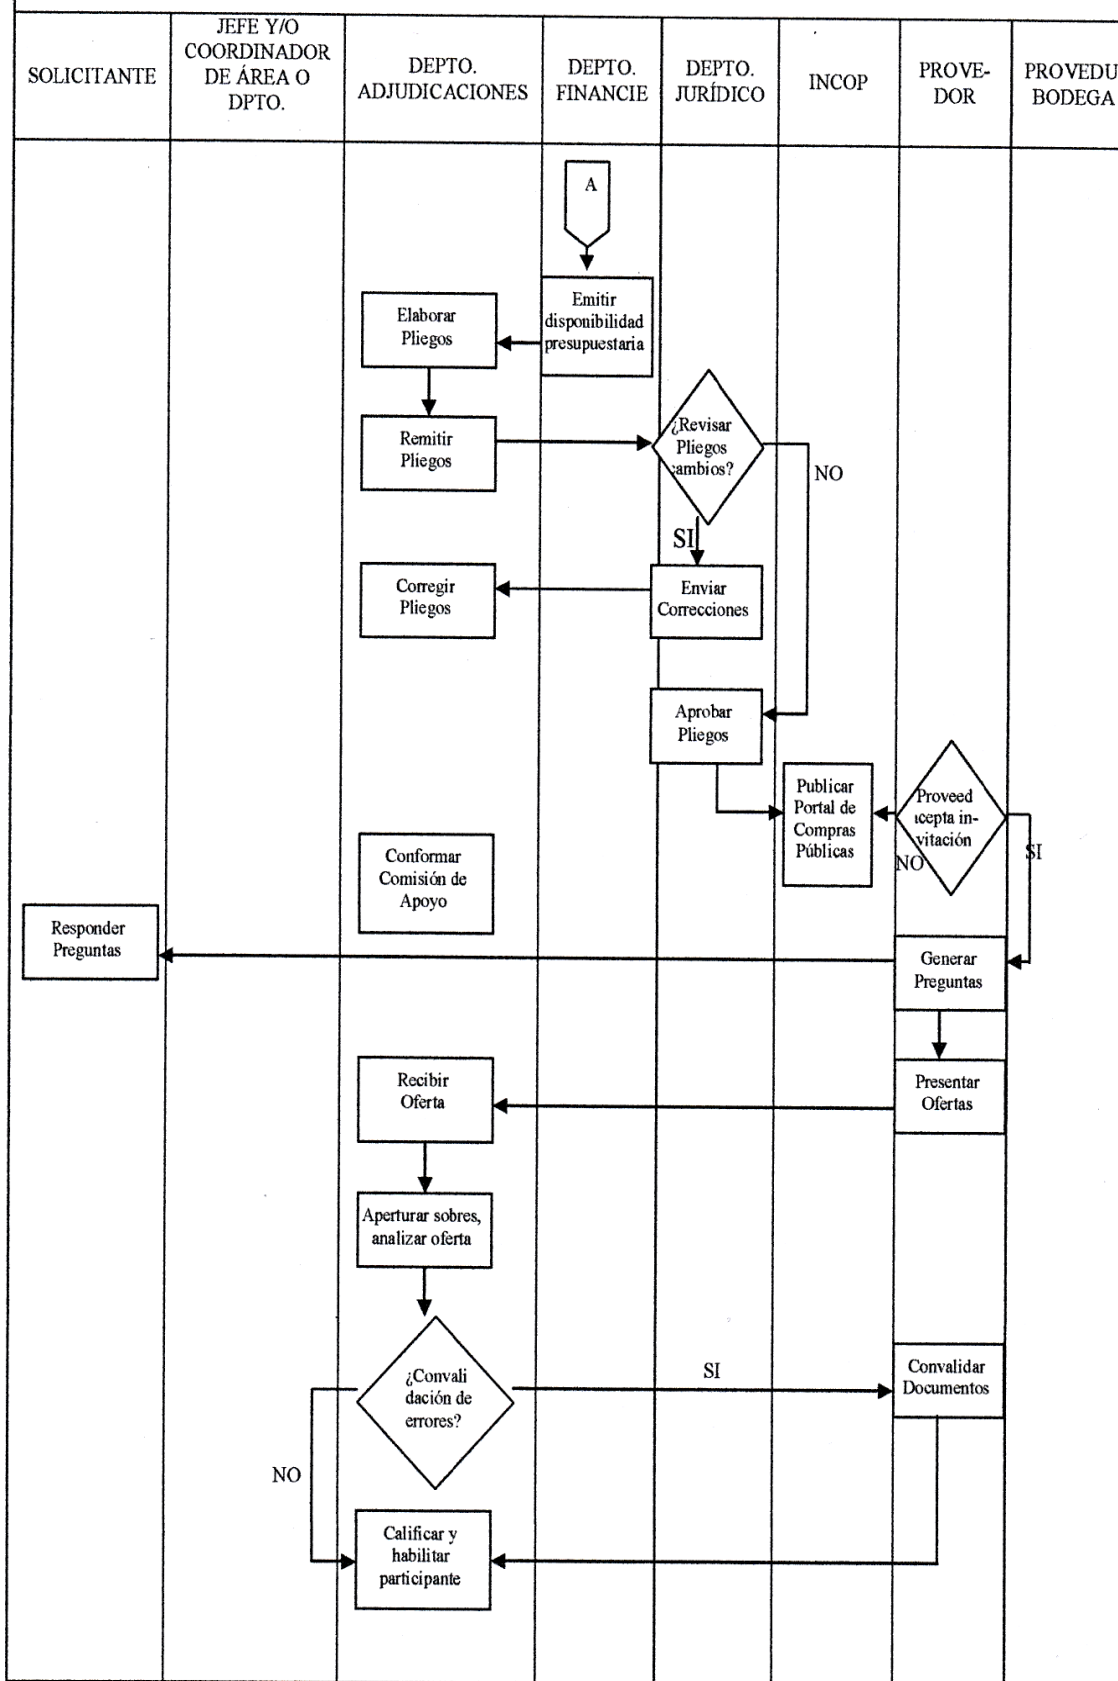 SOLICITANTE
JEFE Y/O
COORDINADOR
DE ÁREA O
DPTO.
DEPTO.
ADJUDICACIONES
DEPTO.
FINANCIE
DEPTO.
JURÍDICO
INCOP
PROVE-
DOR
PROVEDU
BODEGA
A
Emitir
disponibilidad
presupuestaria
Elaborar
Pliegos
Remitir
Pliegos
¿Revisar
Pliegos
cambios?
NO
SI
Corregir
Pliegos
Enviar
Correcciones
Aprobar
Pliegos
Publicar
Portal de
Compras
Públicas
Proveed
acepta in-
vitación
NO
SI
Conformar
Comisión de
Apoyo
Responder
Preguntas
Generar
Preguntas
Recibir
Oferta
Presentar
Ofertas
Aperturar sobres,
analizar oferta
¿Convali
dación de
errores?
SI
Convalidar
Documentos
NO
Calificar y
habilitar
participante